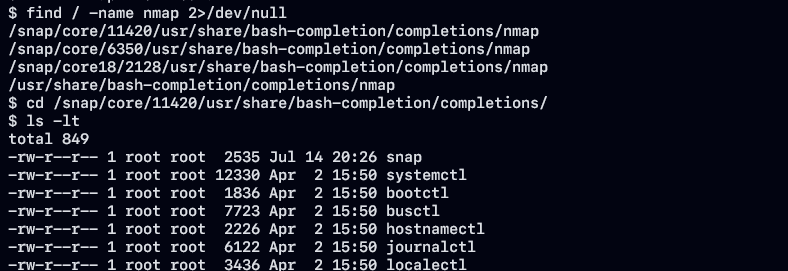 $ find / -name nmap 2>/dev/null
/snap/core/11420/usr/share/bash-completion/completions/nmap
/snap/core/6350/usr/share/bash-completion/completions/nmap
/snap/core18/2128/usr/share/bash-completion/completions/nmap
/usr/share/bash-completion/completions/nmap
$ cd /snap/core/11420/usr/share/bash-completion/completions/
$ ls -lt
total 849
-rw-r--r-- 1 root root  2535 Jul 14 20:26 snap
-rw-r--r-- 1 root root 12330 Apr  2 15:50 systemctl
-rw-r--r-- 1 root root  1836 Apr  2 15:50 bootctl
-rw-r--r-- 1 root root  7723 Apr  2 15:50 busctl
-rw-r--r-- 1 root root  2226 Apr  2 15:50 hostnamectl
-rw-r--r-- 1 root root  6122 Apr  2 15:50 journalctl
-rw-r--r-- 1 root root  3436 Apr  2 15:50 localectl